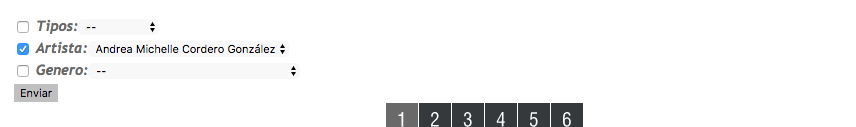 Tipos: --
Artista: Andrea Michelle Cordero González
Genero: --
Enviar
1 2 3 4 5 6